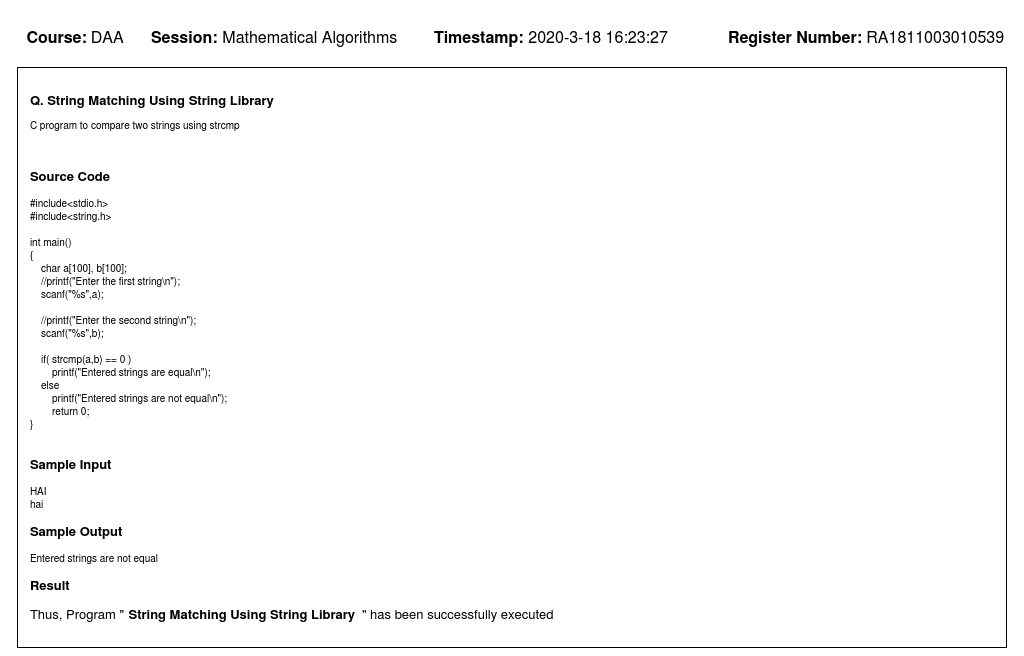 Course: DAA Session: Mathematical Algorithms Timestamp: 2020-3-18 16:23:27 Register Number: RA1811003010539
Q. String Matching Using String Library
C program to compare two strings using strcmp
Source Code
#include<stdio.h>
#include<string.h>
int main()
{
char a[100], b[100];
//printf("Enter the first string\n");
scanf("%s",a);
//printf("Enter the second string\n");
scanf("%s",b);
if( strcmp(a,b) == 0 )
printf("Entered strings are equal\n");
else
printf("Entered strings are not equal\n");
return 0;
}
Sample Input
HAI
hai
Sample Output
Entered strings are not equal
Result
Thus, Program " String Matching Using String Library " has been successfully executed